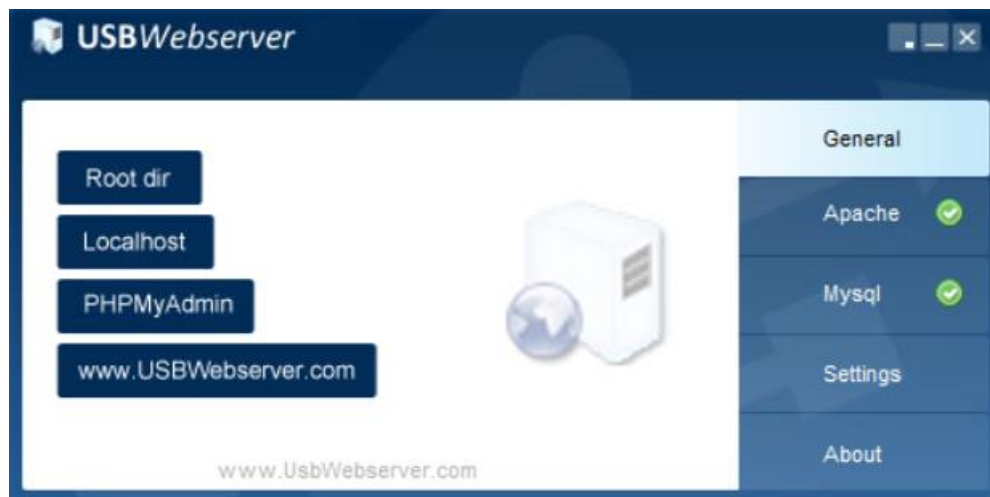 USBWebserver
General
Root dir
Apache
Localhost
PHPMyAdmin
Mysql
www.USBWebserver.com
Settings
www.UsbWebserver.com
About